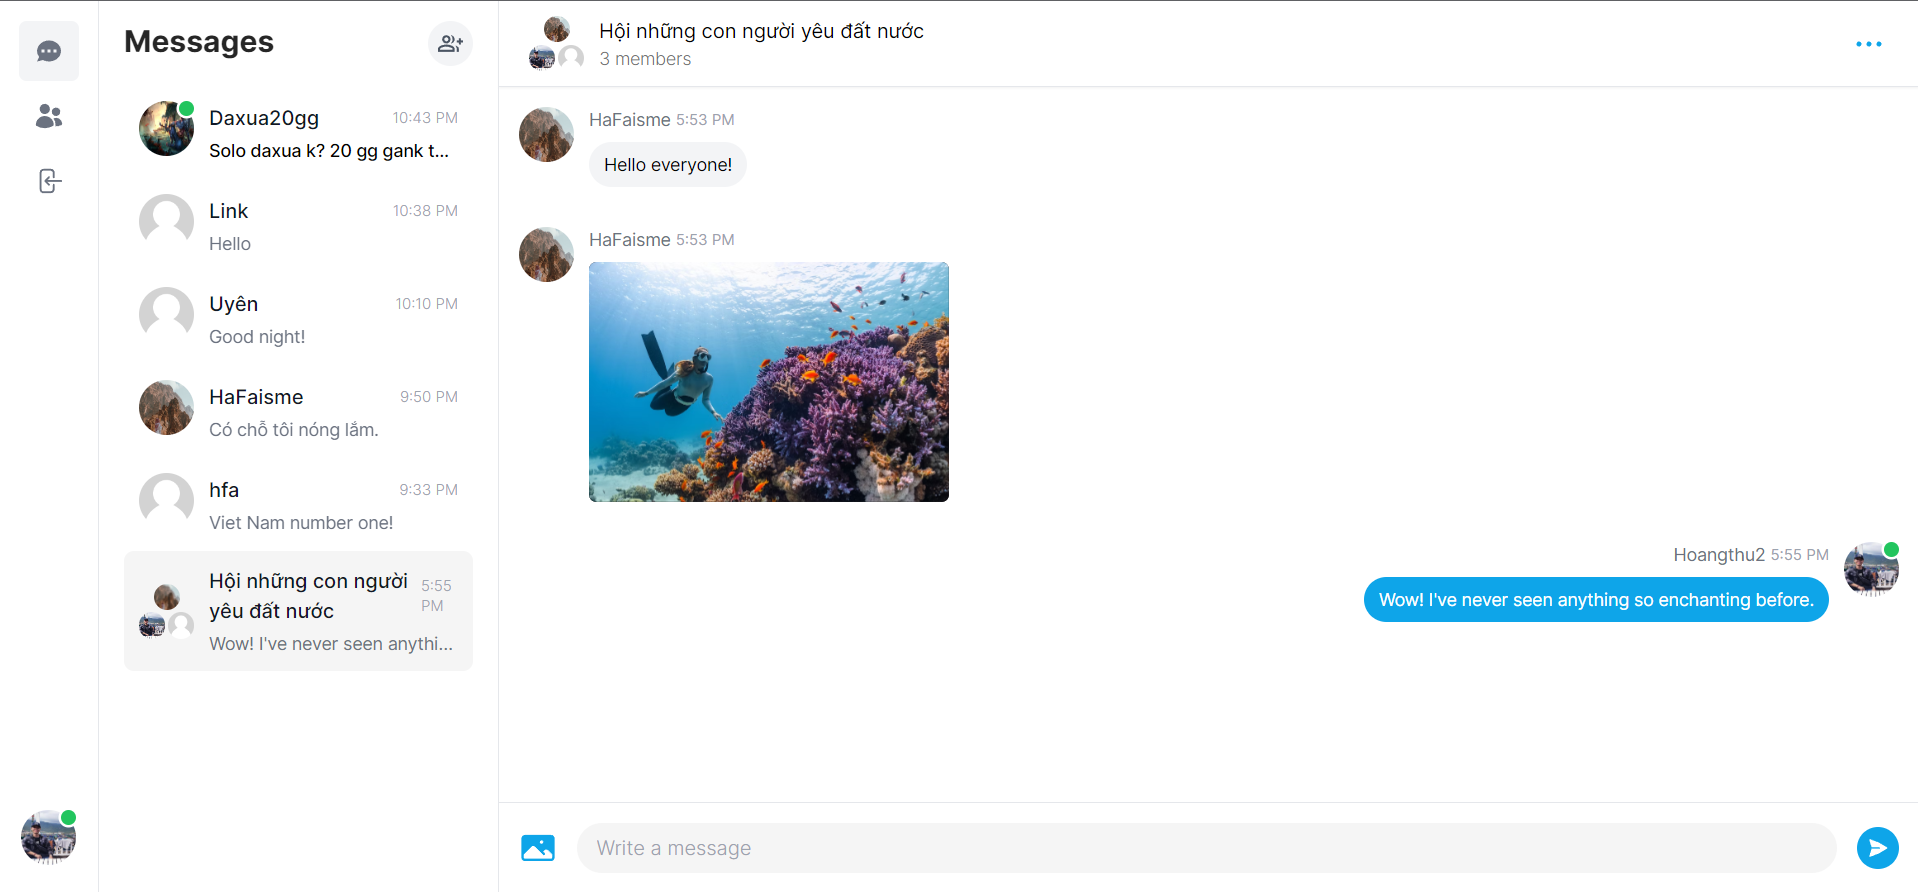 Messages
Daxua20gg 10:43 PM
Solo daxua k? 20 gg gank t...
Link 10:38 PM
Hello
Uyên 10:10 PM
Good night!
HaFaisme 9:50 PM
Có chỗ tôi nóng lắm.
hfa 9:33 PM
Viet Nam number one!
Hội những con người 5:55
yêu đất nước PM
Wow! I've never seen anythi...
Hội những con người yêu đất nước
3 members
HaFaisme 5:53 PM
Hello everyone!
HaFaisme 5:53 PM
Hoangthu2 5:55 PM
Wow! I've never seen anything so enchanting before.
Write a message